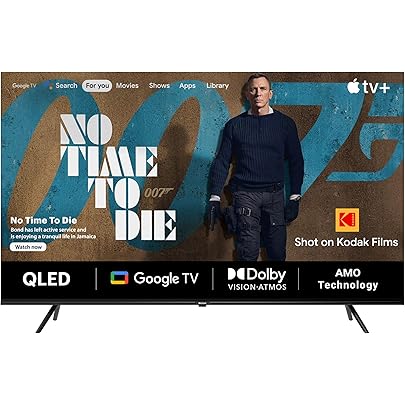 Google TV Search For you Movies Shows Apps Library
tv+
007
NO
TIME
TO
DIE
007
No Time To Die
Bond has left active service and
is enjoying a tranquil life in Jamaica
Watch now
Shot on Kodak Films
QLED
Google TV
Dolby
VISION·ATMOS
AMO
Technology